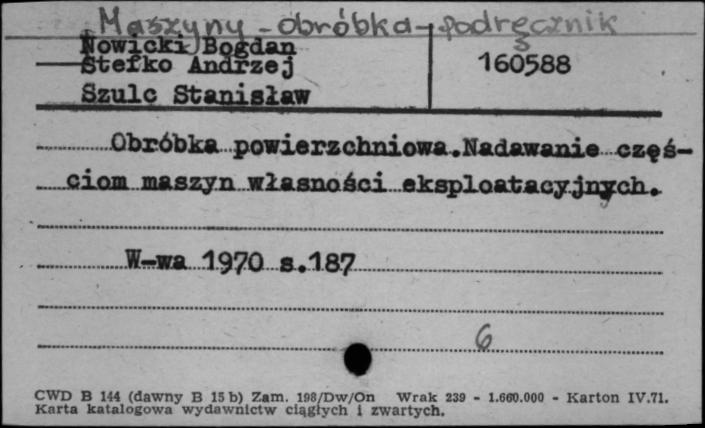 Maszyny - obróbka - podręcznik
Nowicki Bogdan
Stefko Andrzej
160588
Szulc Stanisław
Obróbka powierzchniowa.Nadawanie częś-
ciom maszyn własności eksploatacyjnych.
W-wa 1970 s.187
6
CWD B 144 (dawny B 15 b) Zam. 198/Dw/On Wrak 239 - 1.660.000 - Karton IV.71.
Karta katalogowa wydawnictw ciągłych i zwartych.